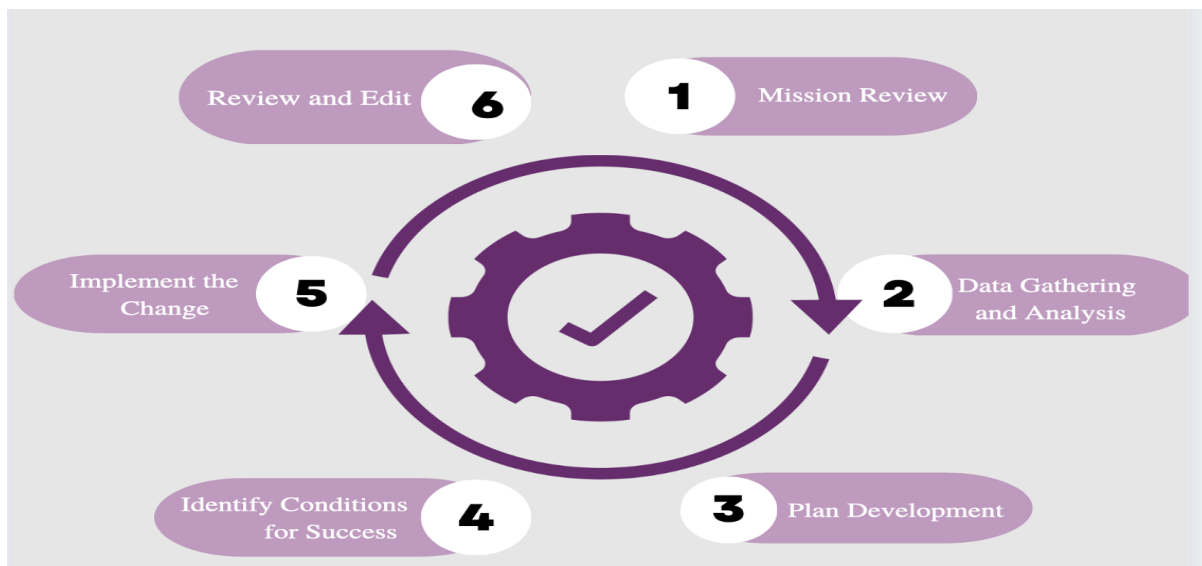 1 Mission Review
2 Data Gathering
and Analysis
3 Plan Development
4 Identify Conditions
for Success
5 Implement the
Change
6 Review and Edit